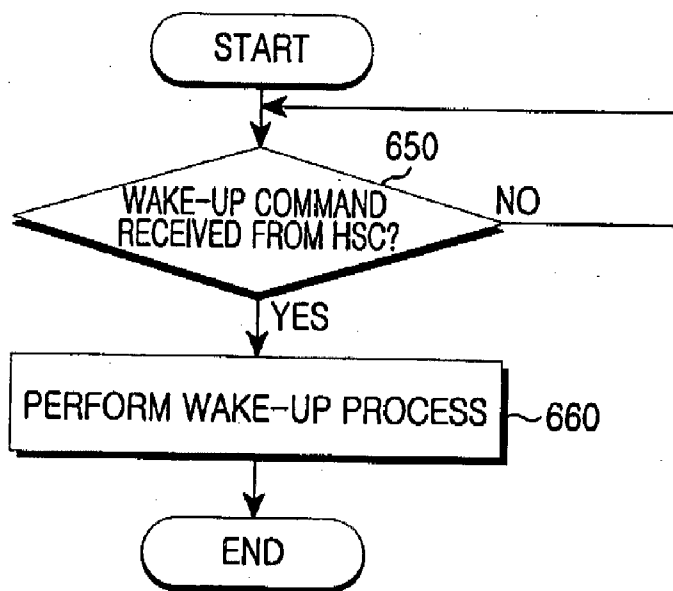 START
650
WAKE-UP COMMAND
RECEIVED FROM HSC?
NO
YES
PERFORM WAKE-UP PROCESS
660
END